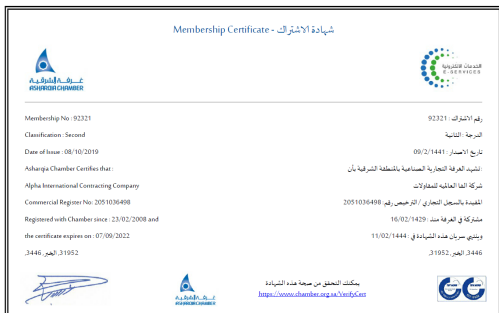 شهادة الاشتراك - Membership Certificate
غرفة الشرقية
ASHARQIA CHAMBER
الخدمات الالكترونية
E-SERVICES
Membership No : 92321
رقم الاشتراك : 92321
Classification : Second
الدرجة : الثانية
Date of Issue : 08/10/2019
تاريخ الاصدار : 09/2/1441
Asharqia Chamber Certifies that :
تشهد الغرفة التجارية الصناعية بالمنطقة الشرقية بأن :
Alpha International Contracting Company
شركة الفا العالميه للمقاولات
Commercial Register No: 2051036498
المقيدة بالسجل التجاري / الترخيص رقم: 2051036498
Registered with Chamber since : 23/02/2008 and
مشتركة في الغرفة منذ : 16/02/1429
the certificate expires on : 07/09/2022
وينتهي سريان هذه الشهادة في : 11/02/1444
31952, الخبر, 3446,
3446, الخبر, 31952,
غرفة الشرقية
ASHARQIA CHAMBER
يمكنك التحقق من صحة هذه الشهادة
https://www.chamber.org.sa/VerifyCert